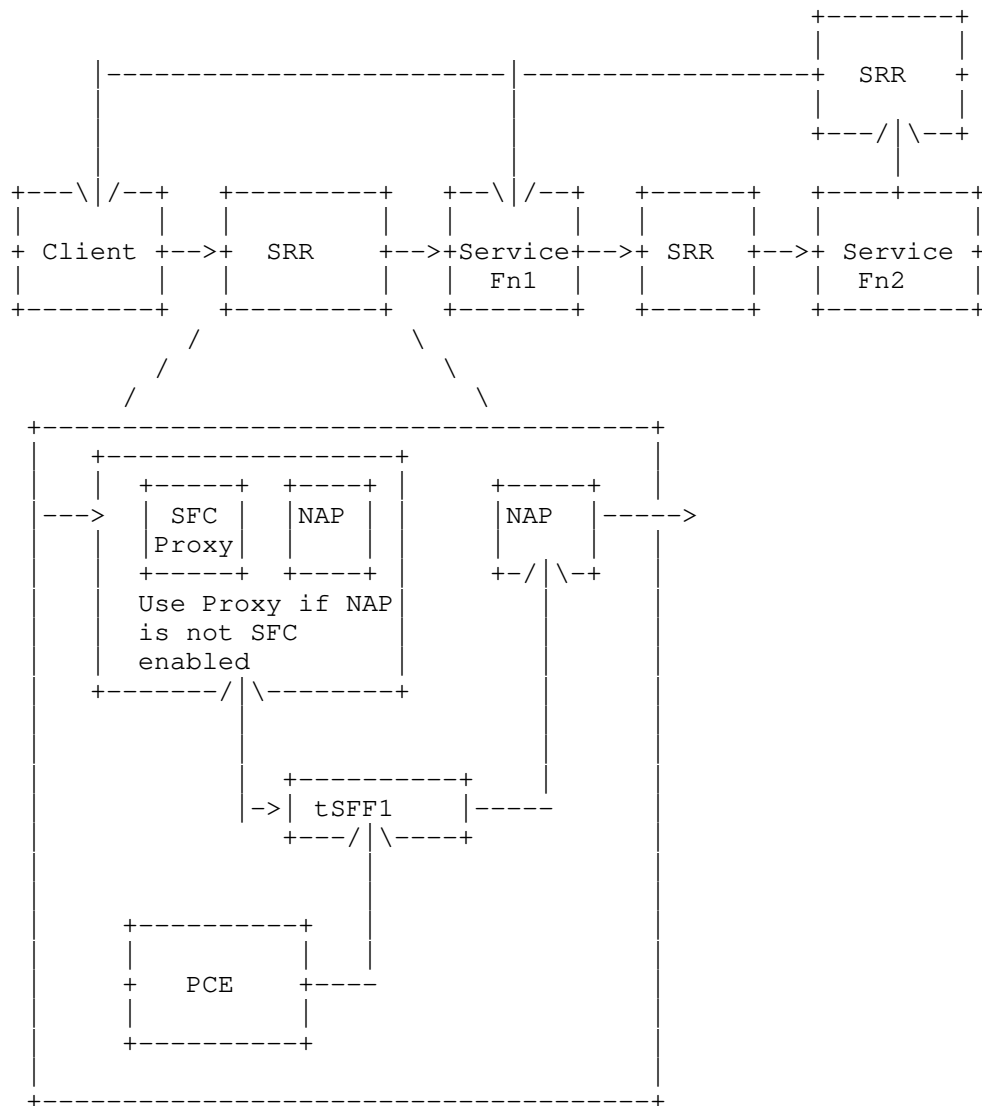 SRR
Client SRR Service SRR Service
Fn1 Fn2
SFC NAP NAP
Proxy
Use Proxy if NAP
is not SFC
enabled
tSFF1
PCE